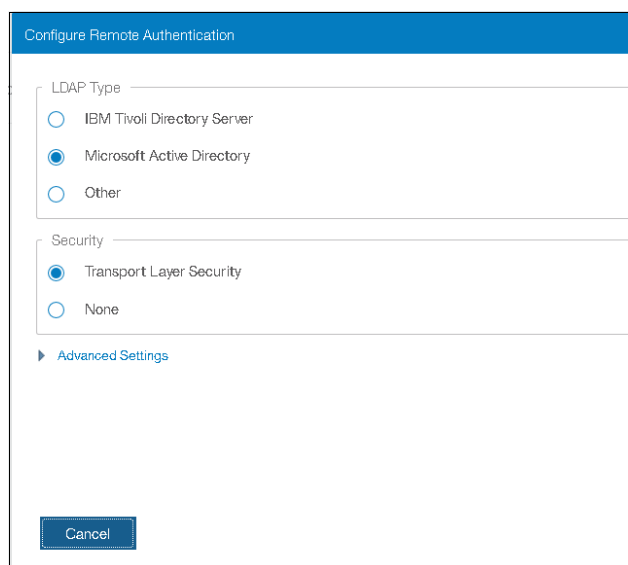 Configure Remote Authentication
LDAP Type
IBM Tivoli Directory Server
Microsoft Active Directory
Other
Security
Transport Layer Security
None
Advanced Settings
Cancel